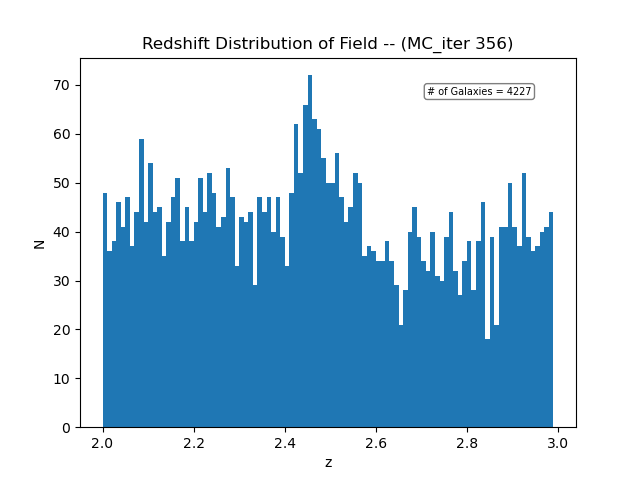 Redshift Distribution of Field -- (MC_iter 356)
# of Galaxies = 4227
70
60
50
40
30
20
10
0
N
2.0 2.2 2.4 2.6 2.8 3.0
z